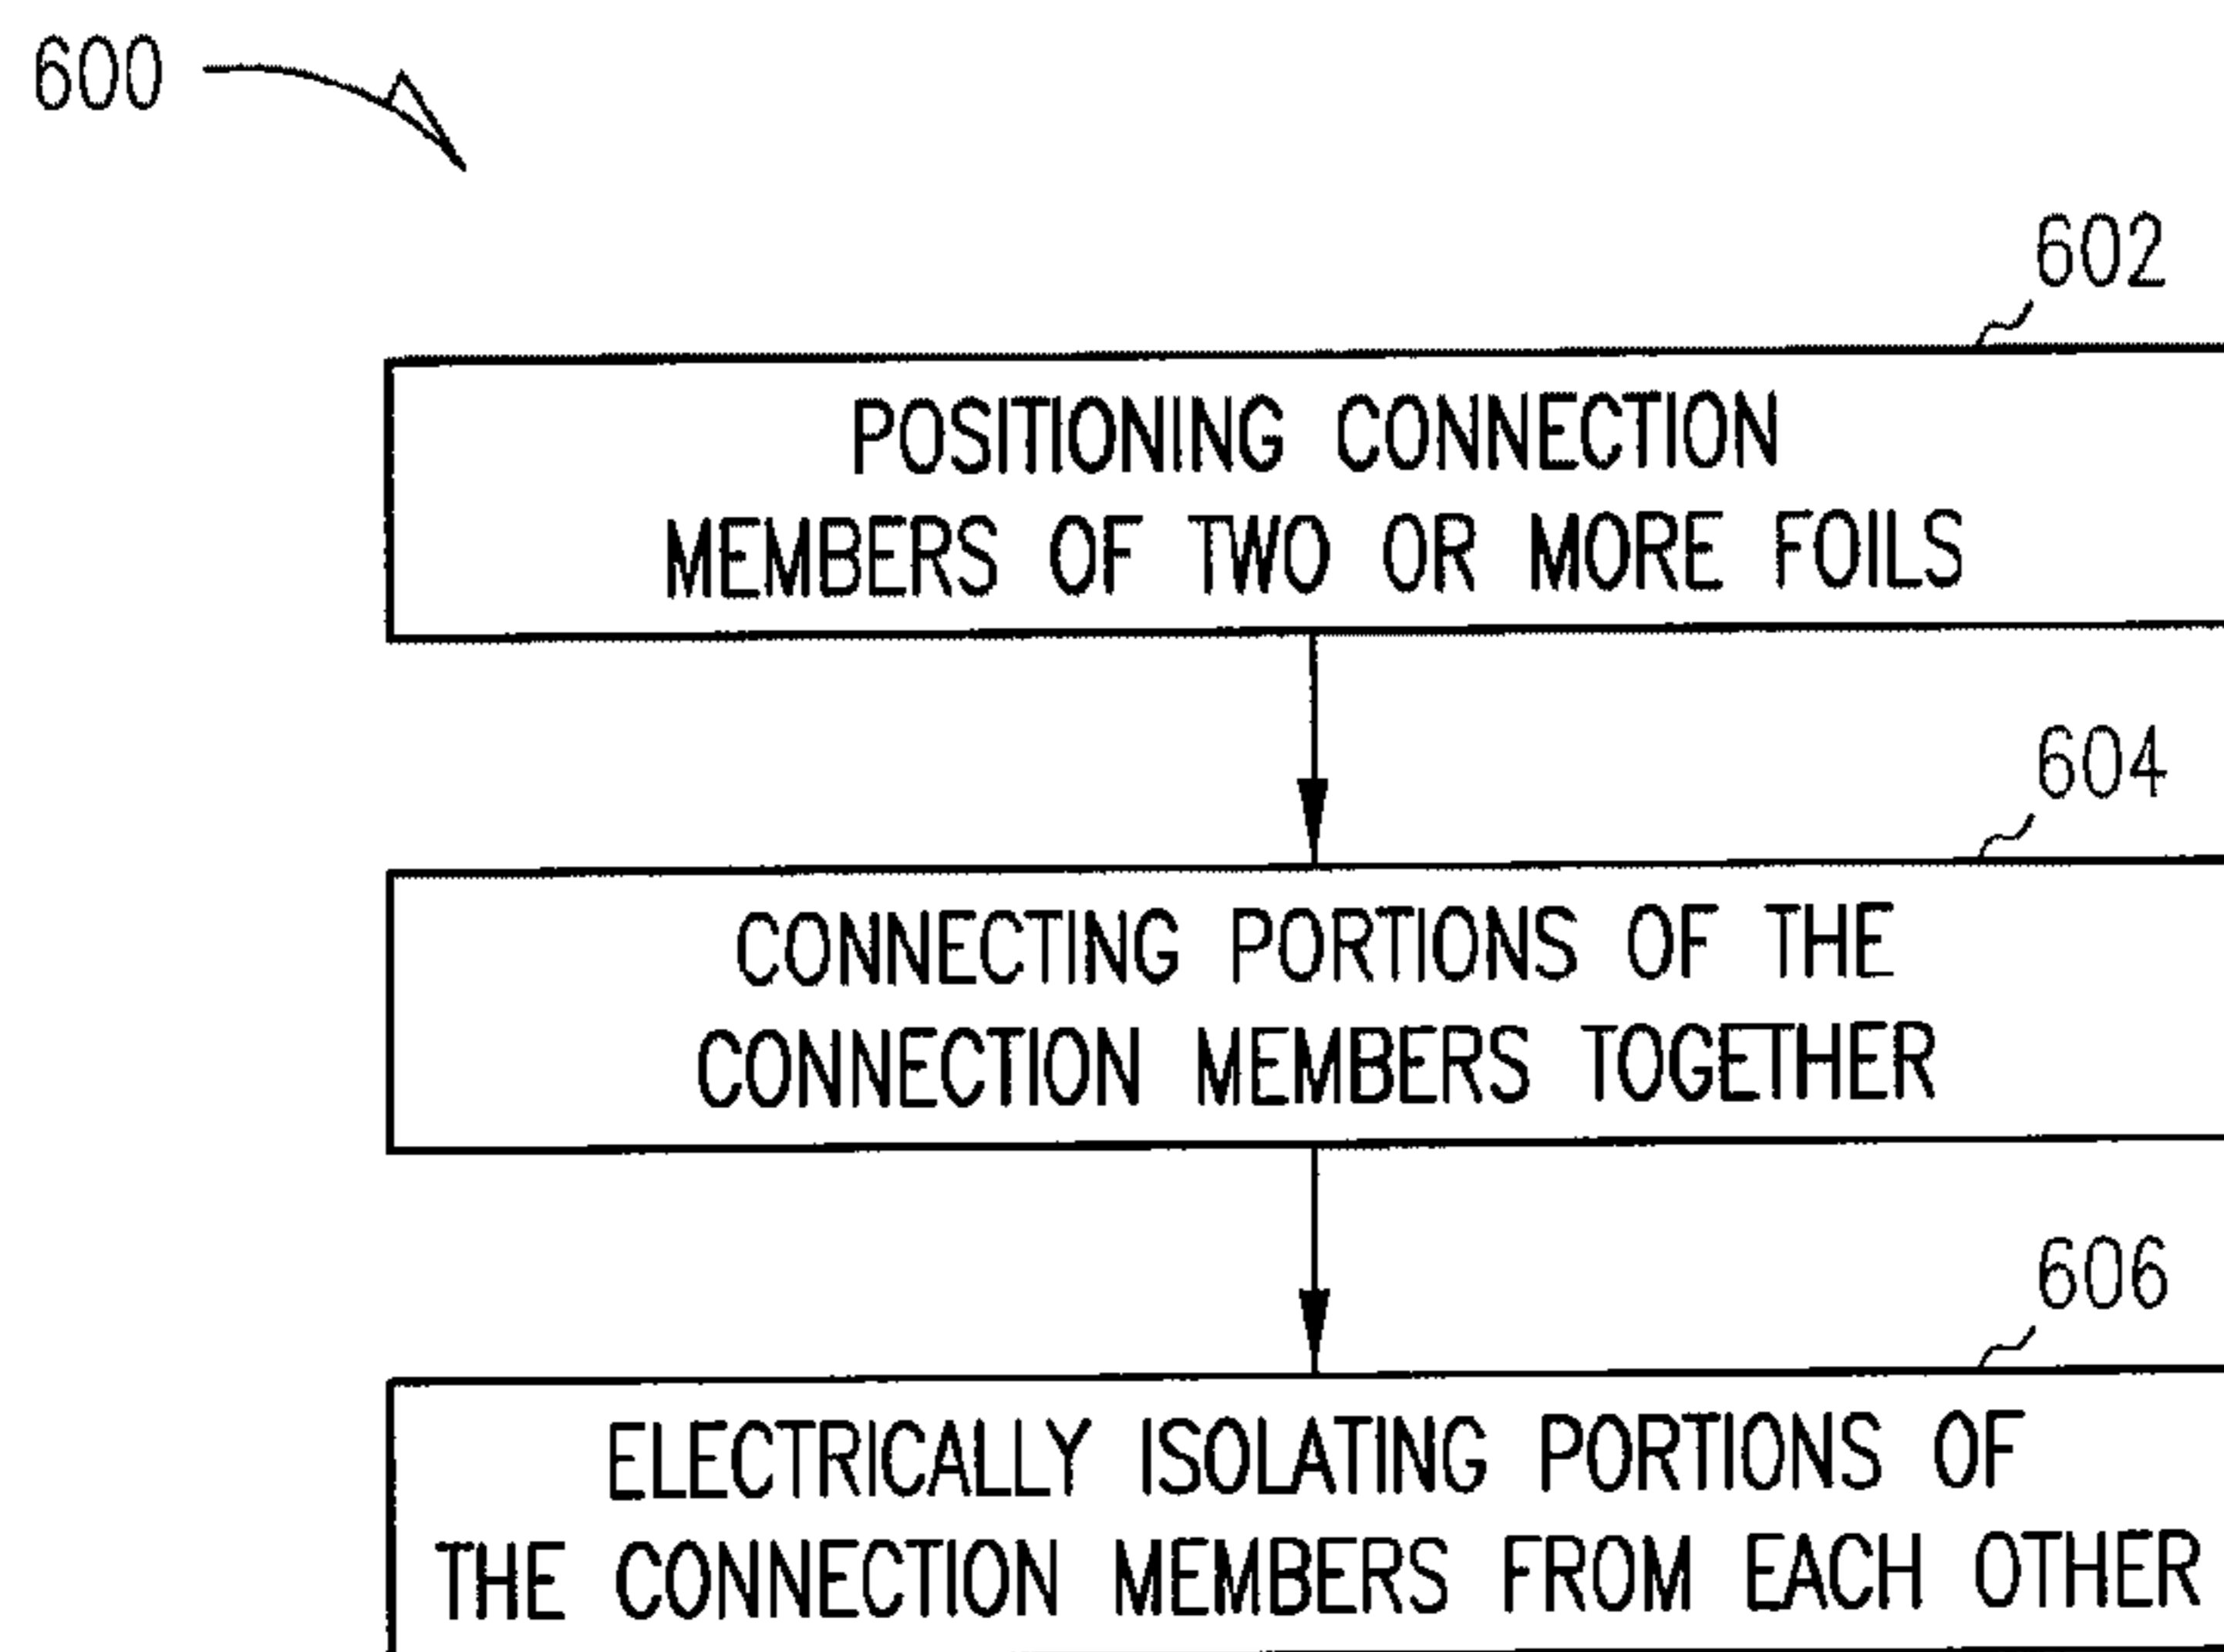 600
602
POSITIONING CONNECTION
MEMBERS OF TWO OR MORE FOILS
604
CONNECTING PORTIONS OF THE
CONNECTION MEMBERS TOGETHER
606
ELECTRICALLY ISOLATING PORTIONS OF
THE CONNECTION MEMBERS FROM EACH OTHER